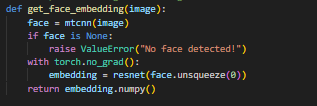 def get_face_embedding(image):
    face = mtcnn(image)
    if face is None:
        raise ValueError("No face detected!")
    with torch.no_grad():
        embedding = resnet(face.unsqueeze(0))
    return embedding.numpy()